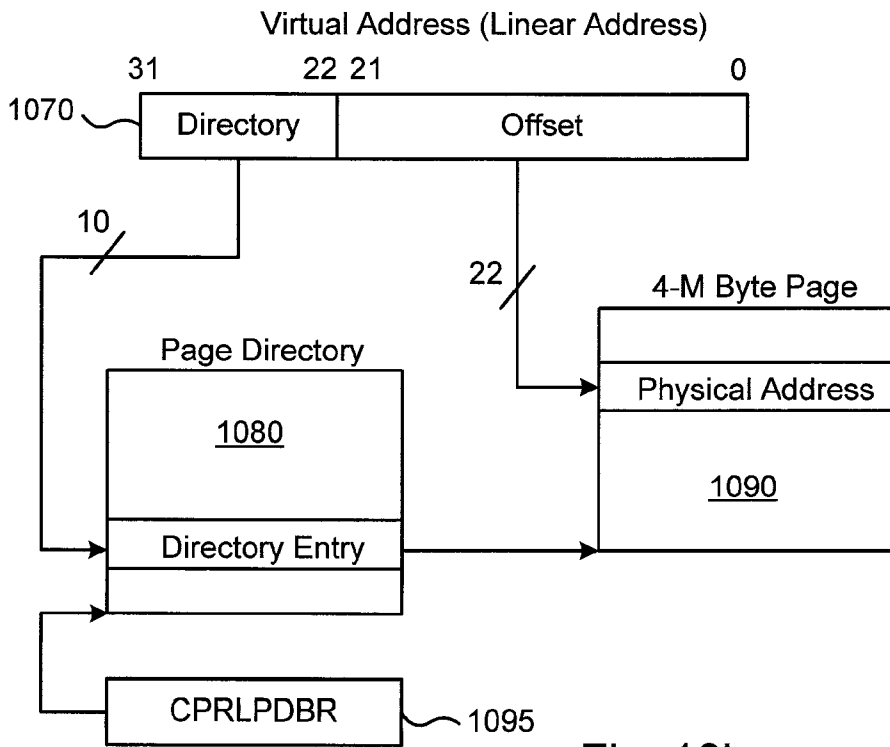 Virtual Address (Linear Address)
31 22 21 0
1070 Directory Offset
10
22
4-M Byte Page
Page Directory
Physical Address
1080
1090
Directory Entry
CPRLPDBR
1095